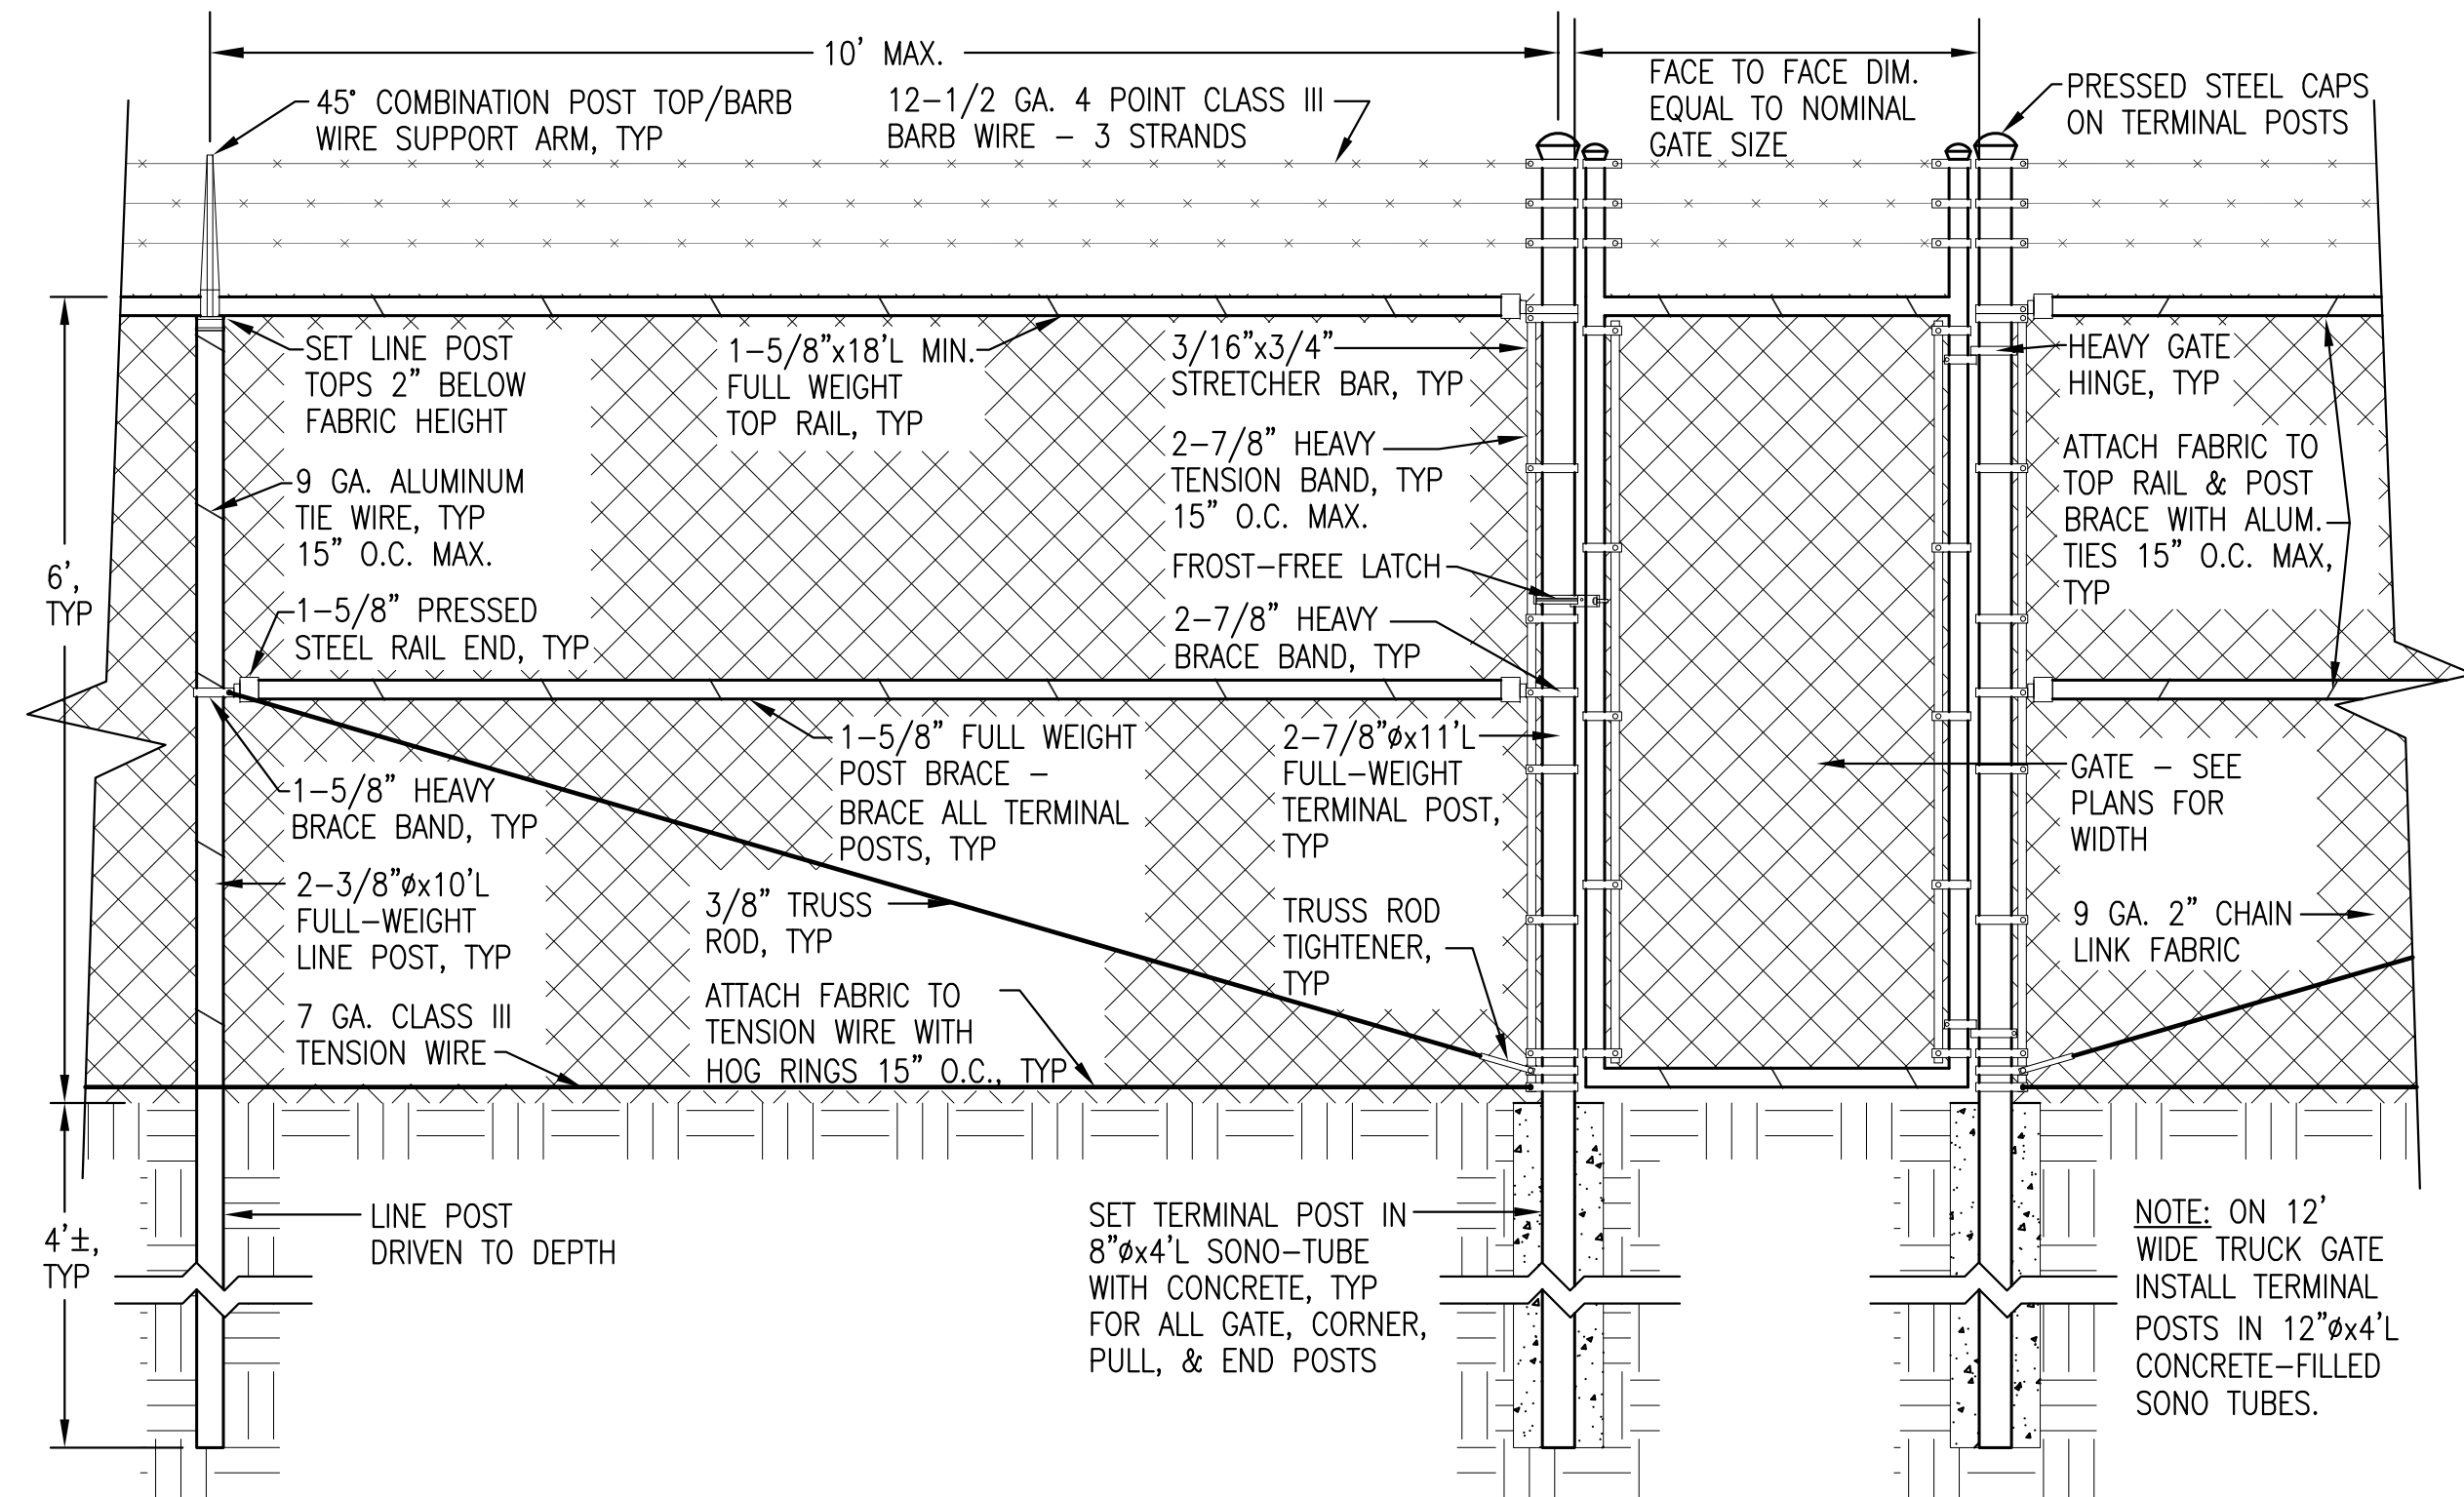 10' MAX.
45° COMBINATION POST TOP/BARB
WIRE SUPPORT ARM, TYP
12-1/2 GA. 4 POINT CLASS III
BARB WIRE - 3 STRANDS
FACE TO FACE DIM.
EQUAL TO NOMINAL
GATE SIZE
PRESSED STEEL CAPS
ON TERMINAL POSTS
SET LINE POST
TOPS 2" BELOW
FABRIC HEIGHT
1-5/8"x18'L MIN.
FULL WEIGHT
TOP RAIL, TYP
3/16"x3/4"
STRETCHER BAR, TYP
HEAVY GATE
HINGE, TYP
9 GA. ALUMINUM
TIE WIRE, TYP
15" O.C. MAX.
2-7/8" HEAVY
TENSION BAND, TYP
15" O.C. MAX.
ATTACH FABRIC TO
TOP RAIL & POST
BRACE WITH ALUM.
TIES 15" O.C. MAX,
TYP
6',
TYP
1-5/8" PRESSED
STEEL RAIL END, TYP
FROST-FREE LATCH
2-7/8" HEAVY
BRACE BAND, TYP
1-5/8" HEAVY
BRACE BAND, TYP
1-5/8" FULL WEIGHT
POST BRACE -
BRACE ALL TERMINAL
POSTS, TYP
2-7/8"øx11'L
FULL-WEIGHT
TERMINAL POST,
TYP
GATE - SEE
PLANS FOR
WIDTH
2-3/8"øx10'L
FULL-WEIGHT
LINE POST, TYP
3/8" TRUSS
ROD, TYP
TRUSS ROD
TIGHTENER,
TYP
9 GA. 2" CHAIN
LINK FABRIC
7 GA. CLASS III
TENSION WIRE
ATTACH FABRIC TO
TENSION WIRE WITH
HOG RINGS 15" O.C., TYP
4'±,
TYP
LINE POST
DRIVEN TO DEPTH
SET TERMINAL POST IN
8"øx4'L SONO-TUBE
WITH CONCRETE, TYP
FOR ALL GATE, CORNER,
PULL, & END POSTS
NOTE: ON 12'
WIDE TRUCK GATE
INSTALL TERMINAL
POSTS IN 12"øx4'L
CONCRETE-FILLED
SONO TUBES.